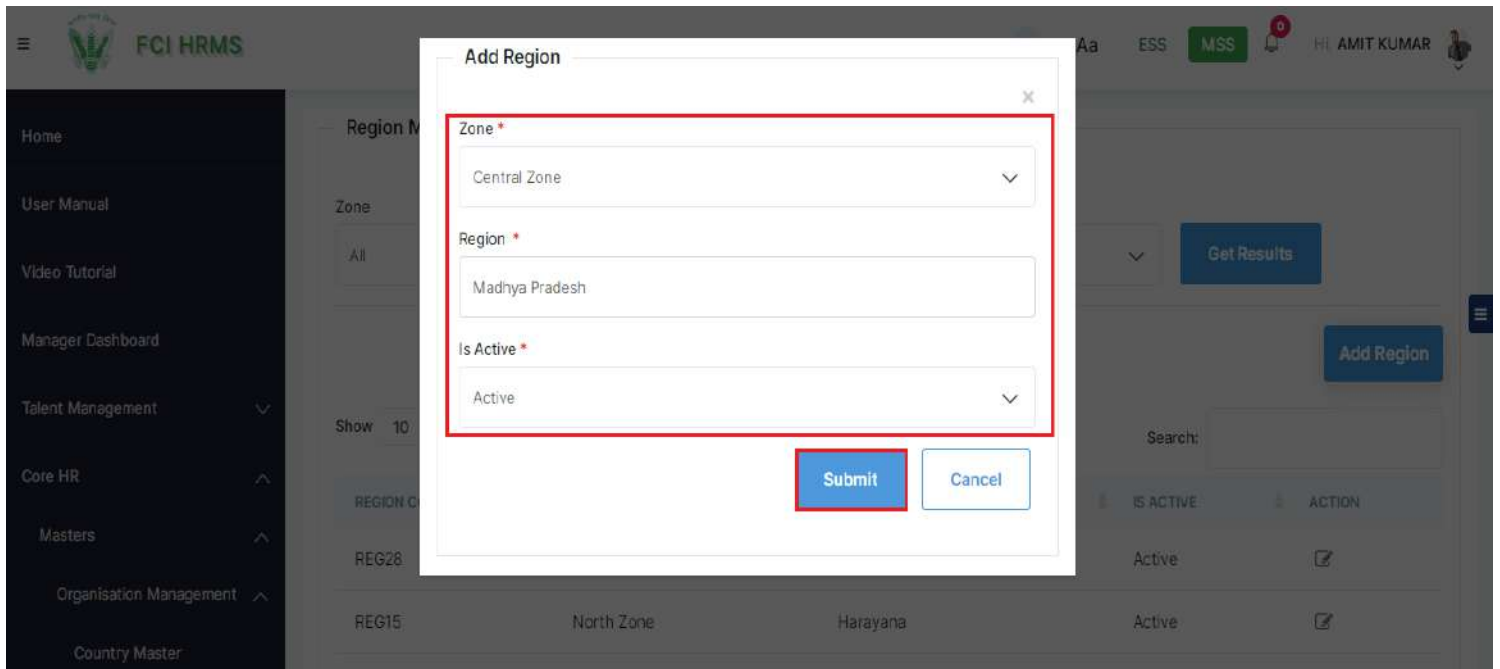 FCI HRMS
Aa ESS MSS 0 Hi, AMIT KUMAR
Home
User Manual
Video Tutorial
Manager Dashboard
Talent Management
Core HR
Masters
Organisation Management
Country Master
Region M
Zone
All
Get Results
Add Region
Show 10
Search:
REGION CO IS ACTIVE ACTION
REG28 Active
REG15 North Zone Harayana Active
Add Region
×
Zone *
Central Zone
Region *
Madhya Pradesh
Is Active *
Active
Submit Cancel